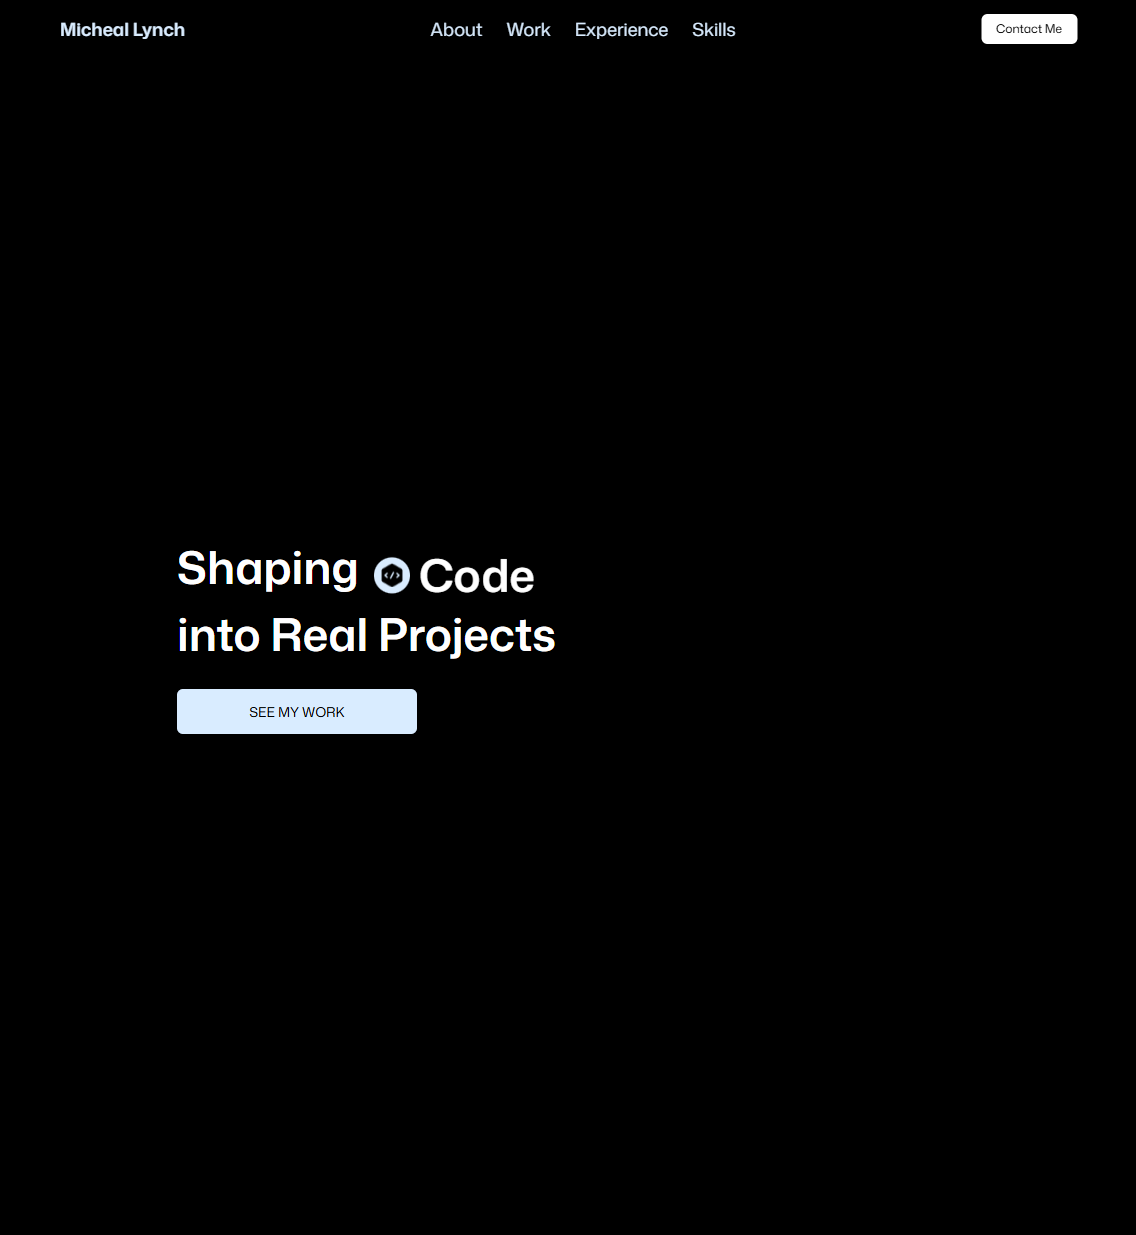 Micheal Lynch
About Work Experience Skills
Contact Me
Shaping </> Code
into Real Projects
SEE MY WORK